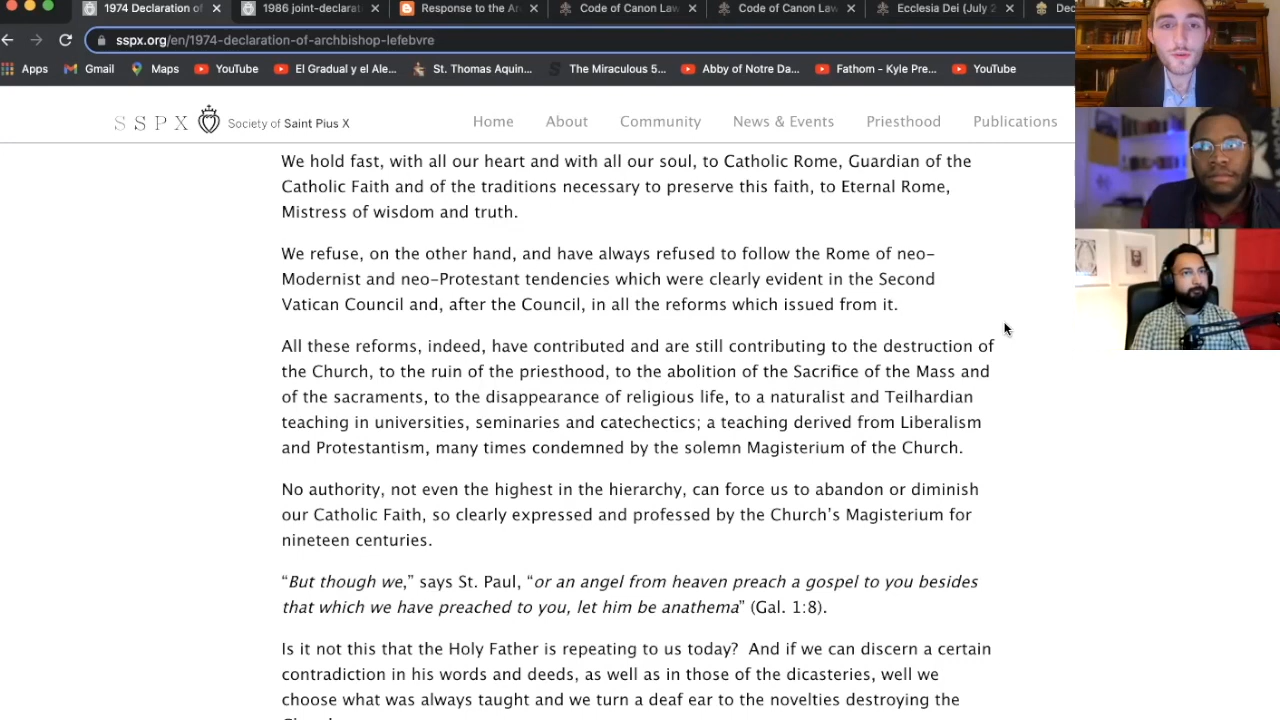 1974 Declaration of
1986 joint-declarat
Response to the Ar
Code of Canon Law
Code of Canon Law
Ecclesia Dei (July 2
Dec
sspx.org/en/1974-declaration-of-archbishop-lefebvre
Apps
Gmail
Maps
YouTube
El Gradual y el Ale...
St. Thomas Aquin...
The Miraculous 5...
Abby of Notre Da...
Fathom – Kyle Pre...
YouTube
SSPX
Society of Saint Pius X
Home
About
Community
News & Events
Priesthood
Publications
We hold fast, with all our heart and with all our soul, to Catholic Rome, Guardian of the
Catholic Faith and of the traditions necessary to preserve this faith, to Eternal Rome,
Mistress of wisdom and truth.
We refuse, on the other hand, and have always refused to follow the Rome of neo-
Modernist and neo-Protestant tendencies which were clearly evident in the Second
Vatican Council and, after the Council, in all the reforms which issued from it.
All these reforms, indeed, have contributed and are still contributing to the destruction of
the Church, to the ruin of the priesthood, to the abolition of the Sacrifice of the Mass and
of the sacraments, to the disappearance of religious life, to a naturalist and Teilhardian
teaching in universities, seminaries and catechectics; a teaching derived from Liberalism
and Protestantism, many times condemned by the solemn Magisterium of the Church.
No authority, not even the highest in the hierarchy, can force us to abandon or diminish
our Catholic Faith, so clearly expressed and professed by the Church’s Magisterium for
nineteen centuries.
“But though we,” says St. Paul, “or an angel from heaven preach a gospel to you besides
that which we have preached to you, let him be anathema” (Gal. 1:8).
Is it not this that the Holy Father is repeating to us today? And if we can discern a certain
contradiction in his words and deeds, as well as in those of the dicasteries, well we
choose what was always taught and we turn a deaf ear to the novelties destroying the